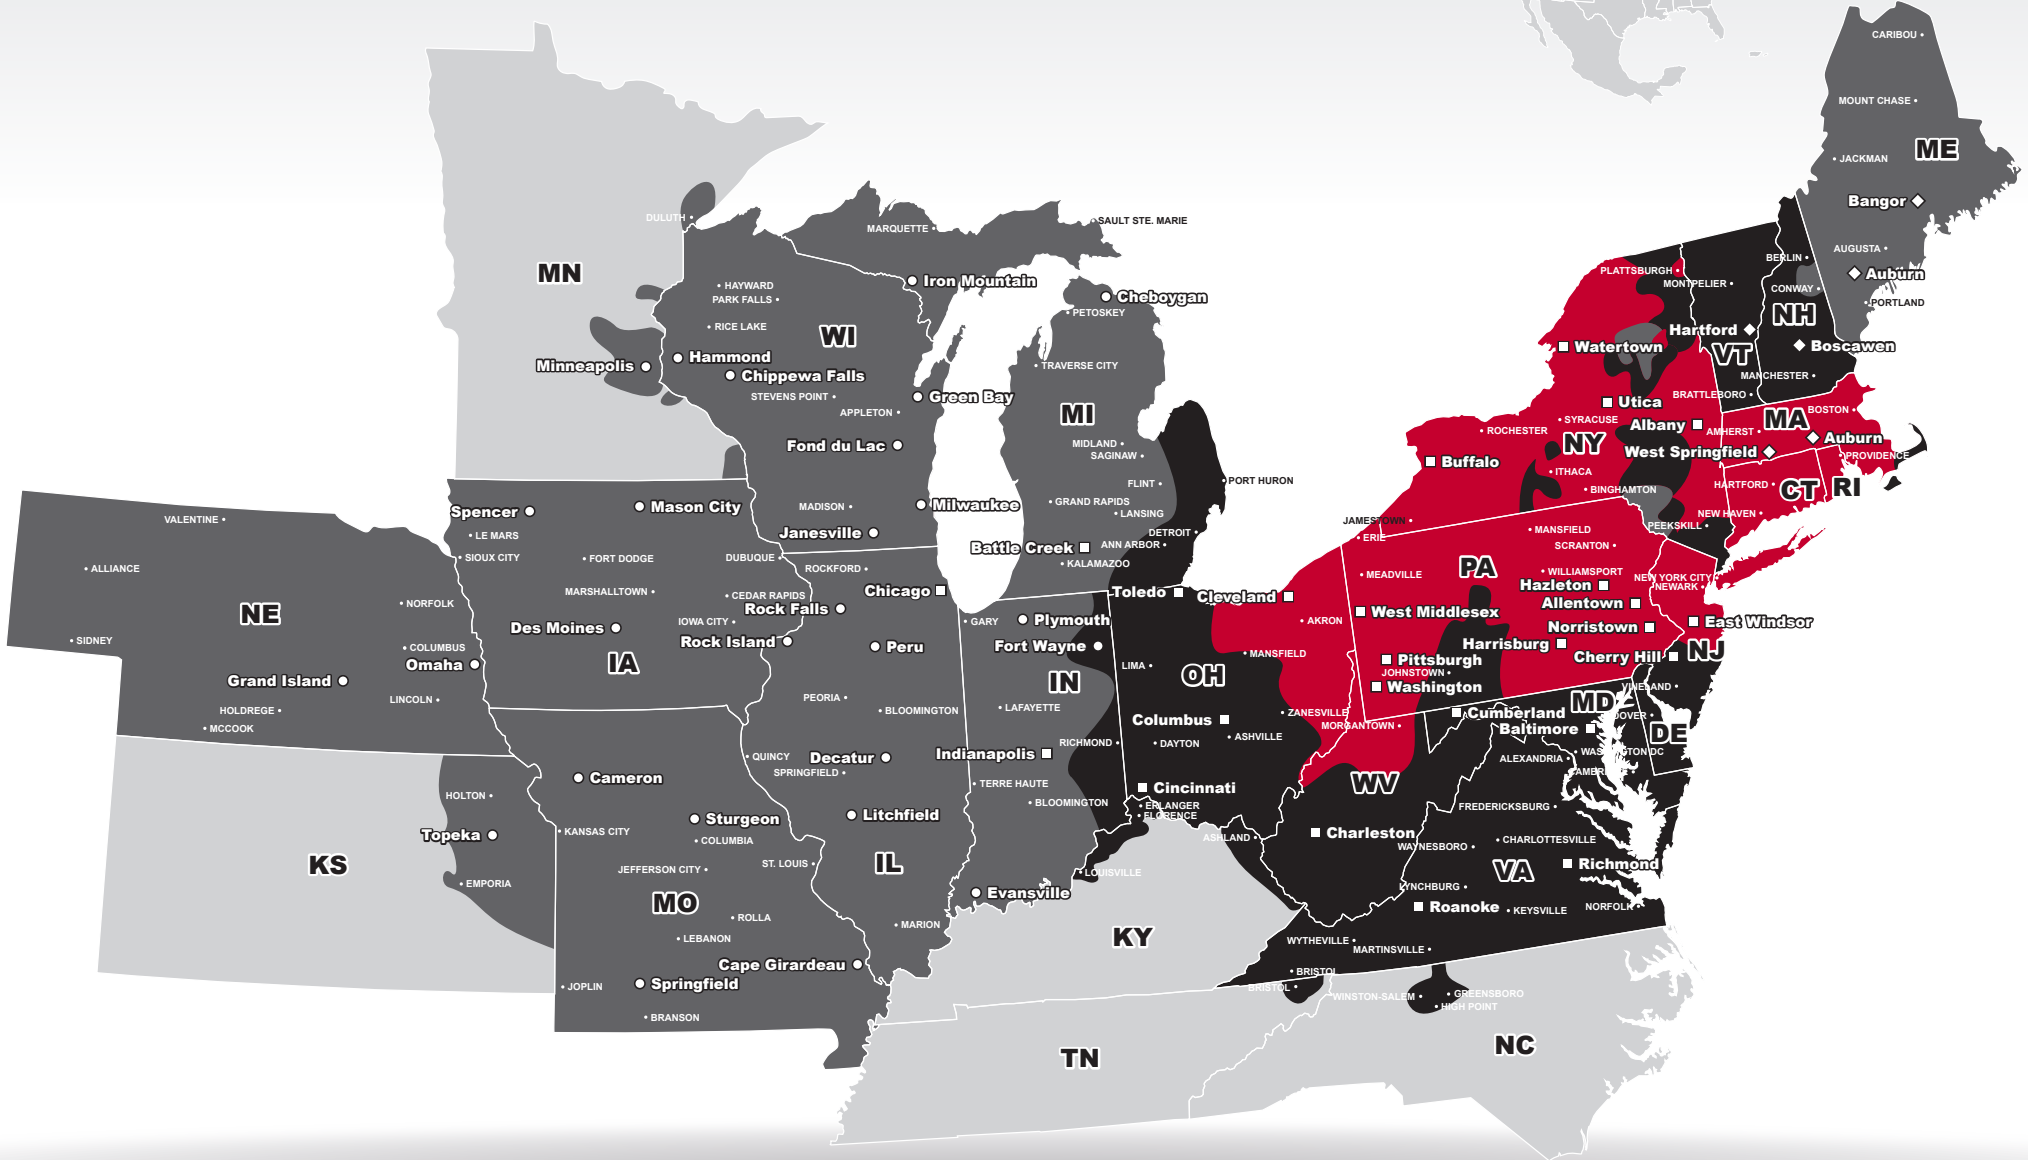 CARIBOU
MOUNT CHASE
ME
JACKMAN
Bangor
DULUTH
MARQUETTE
SAULT STE. MARIE
AUGUSTA
BERLIN
MN
PLATTSBURGH
Auburn
HAYWARD
Iron Mountain
MONTPELIER
CONWAY
PARK FALLS
Cheboygan
PORTLAND
PETOSKEY
NH
RICE LAKE
WI
Hartford
Hammond
Watertown
VT
Boscawen
Minneapolis
TRAVERSE CITY
Chippewa Falls
MANCHESTER
STEVENS POINT
Green Bay
BRATTLEBORO
APPLETON
MI
Utica
BOSTON
MA
SYRACUSE
Albany
ROCHESTER
AMHERST
Fond du Lac
MIDLAND
NY
Auburn
SAGINAW
West Springfield
PROVIDENCE
Buffalo
ITHACA
PORT HURON
FLINT
HARTFORD
CT
RI
BINGHAMTON
Spencer
Mason City
MADISON
Milwaukee
GRAND RAPIDS
LANSING
NEW HAVEN
VALENTINE
JAMESTOWN
PEEKSKILL
LE MARS
Janesville
DETROIT
ERIE
MANSFIELD
SIOUX CITY
FORT DODGE
DUBUQUE
Battle Creek
ANN ARBOR
SCRANTON
ALLIANCE
ROCKFORD
KALAMAZOO
MEADVILLE
PA
WILLIAMSPORT
NEW YORK CITY
MARSHALLTOWN
CEDAR RAPIDS
Chicago
Toledo
Cleveland
Hazleton
NEWARK
NE
NORFOLK
Rock Falls
West Middlesex
Allentown
IOWA CITY
GARY
Plymouth
AKRON
East Windsor
Des Moines
Norristown
SIDNEY
COLUMBUS
Rock Island
Peru
Fort Wayne
Harrisburg
NJ
Omaha
IA
LIMA
MANSFIELD
Pittsburgh
Cherry Hill
Grand Island
IN
OH
JOHNSTOWN
Washington
VINELAND
LINCOLN
PEORIA
HOLDREGE
BLOOMINGTON
LAFAYETTE
ZANESVILLE
Cumberland
MD
DOVER
MCCOOK
Columbus
MORGANTOWN
Baltimore
DE
RICHMOND
DAYTON
ASHVILLE
QUINCY
Decatur
Indianapolis
ALEXANDRIA
WASHINGTON DC
SPRINGFIELD
Cameron
TERRE HAUTE
Cincinnati
WV
HOLTON
BLOOMINGTON
ERLANGER
FREDERICKSBURG
Sturgeon
Litchfield
FLORENCE
Topeka
KANSAS CITY
COLUMBIA
ASHLAND
Charleston
CHARLOTTESVILLE
WAYNESBORO
KS
JEFFERSON CITY
ST. LOUIS
IL
LOUISVILLE
VA
Richmond
EMPORIA
Evansville
LYNCHBURG
MO
Roanoke
KEYSVILLE
NORFOLK
ROLLA
MARION
KY
LEBANON
WYTHEVILLE
MARTINSVILLE
Cape Girardeau
BRISTOL
JOPLIN
Springfield
BRISTOL
WINSTON-SALEM
GREENSBORO
HIGH POINT
BRANSON
TN
NC